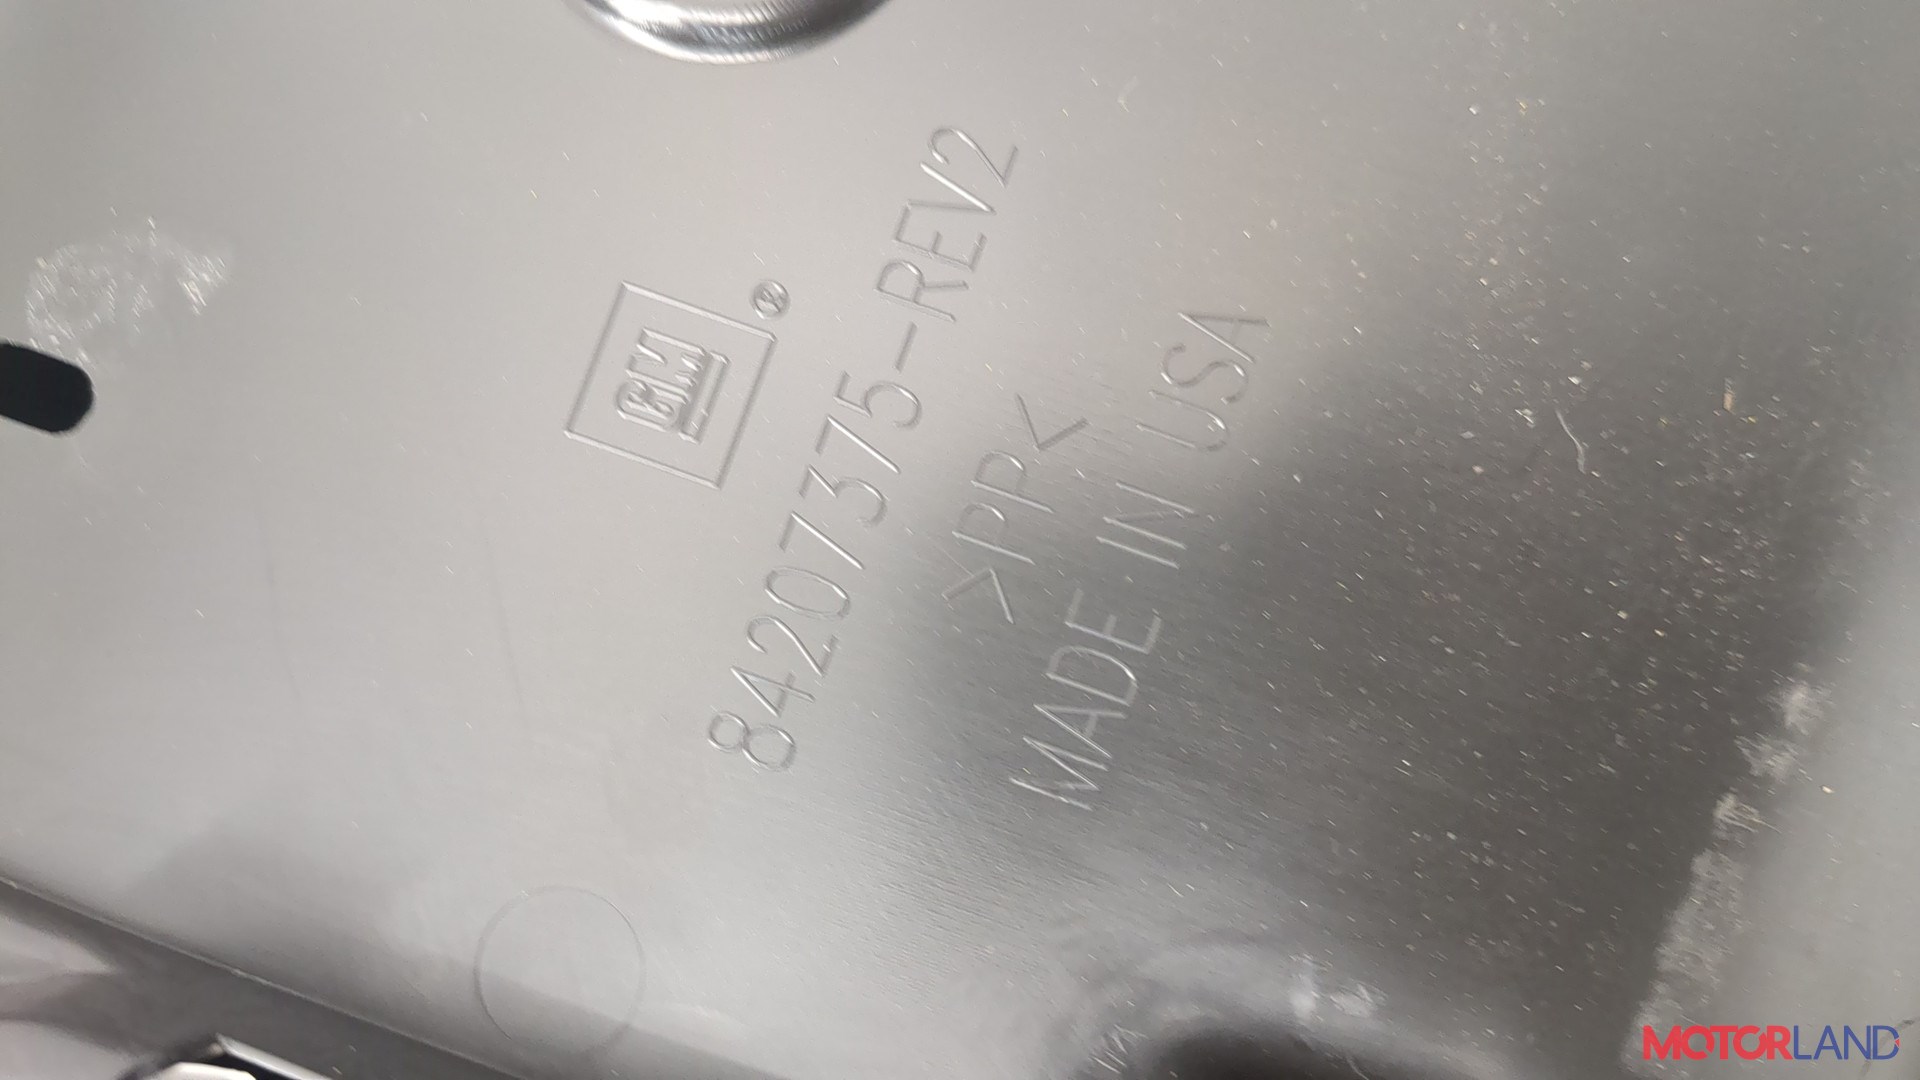 GM®
84207375-REV2
>PP<
MADE IN USA
MOTORLAND